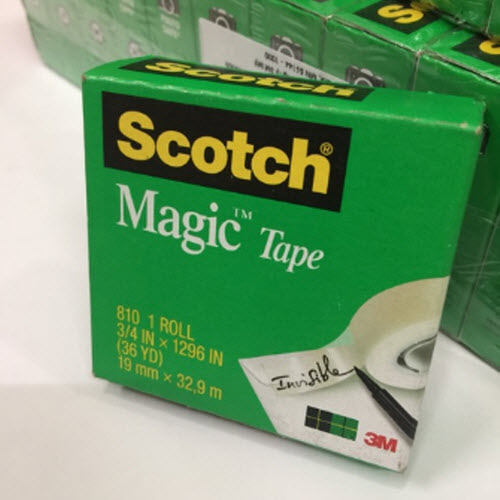 Scotch®
Magic™ Tape
810 1 ROLL
3/4 IN × 1296 IN
(36 YD)
19 mm × 32,9 m
Invisible
3M